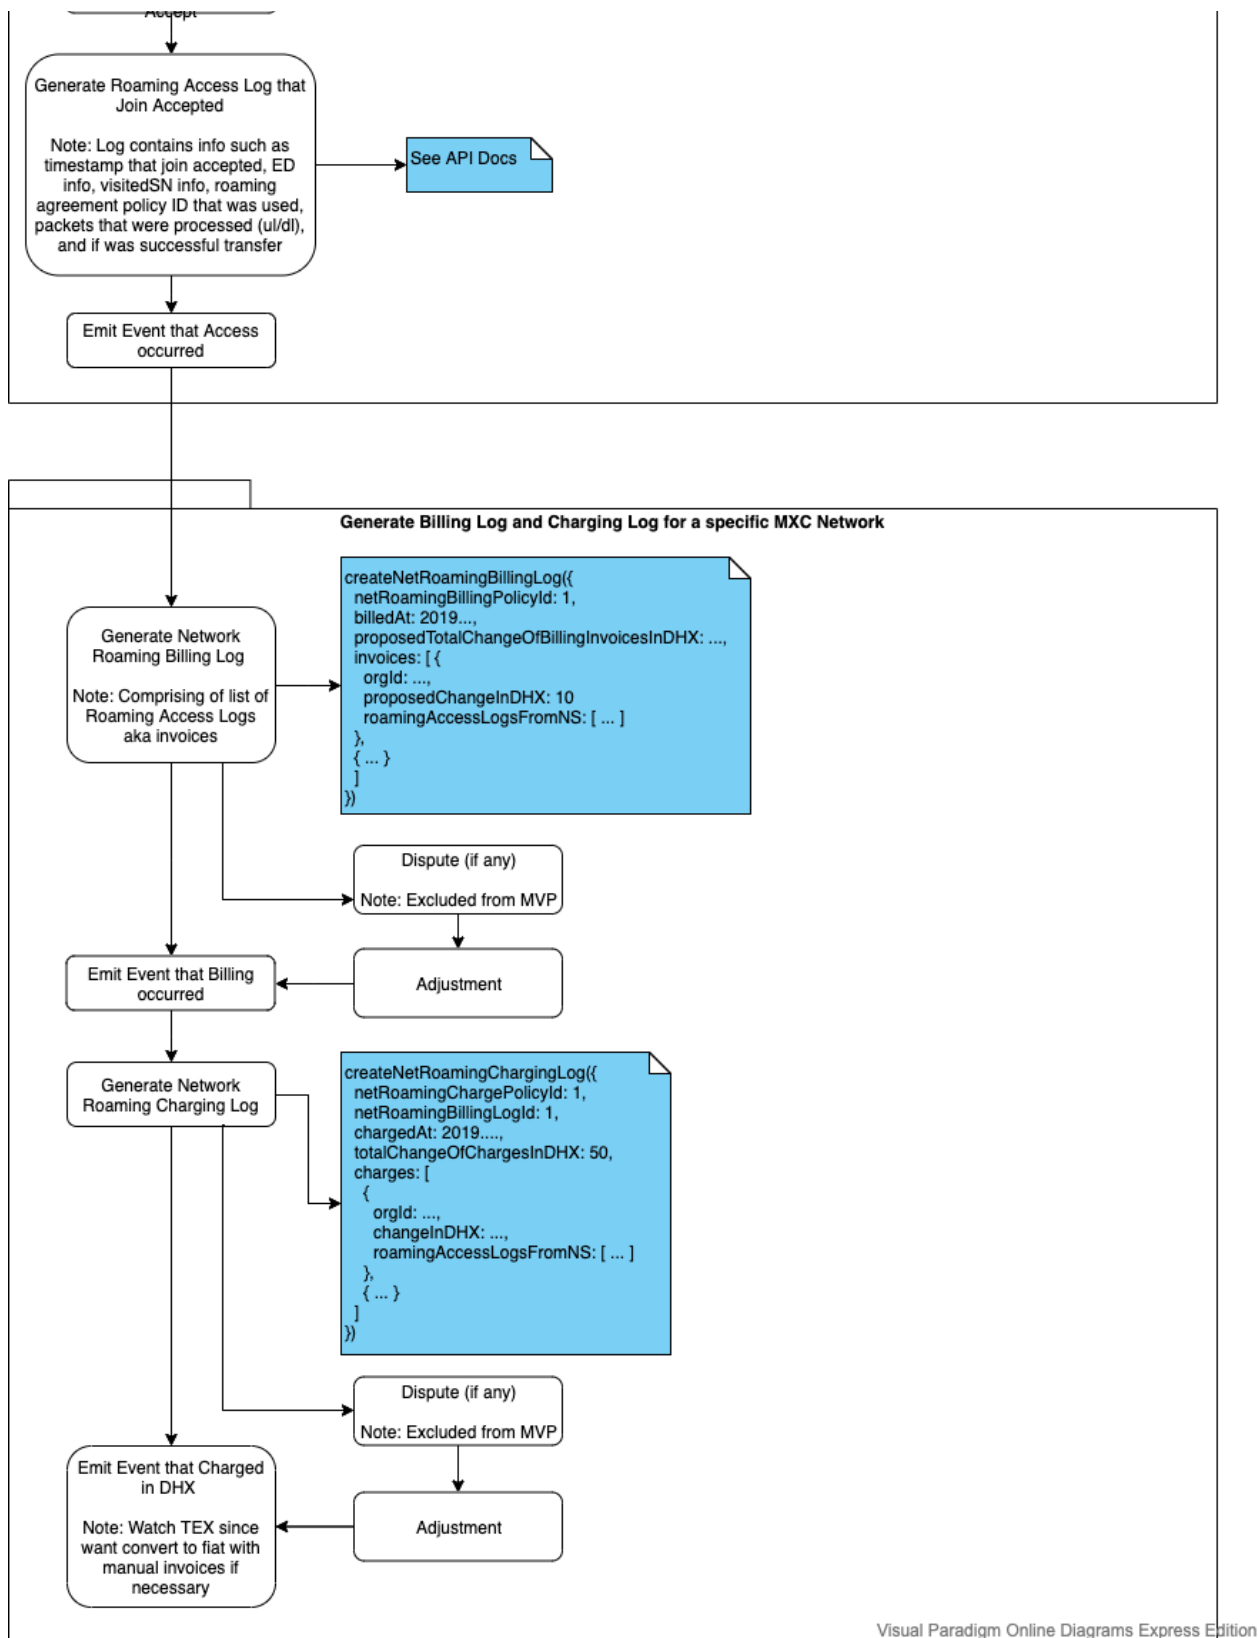 Accept
Generate Roaming Access Log that
Join Accepted
Note: Log contains info such as
timestamp that join accepted, ED
info, visitedSN info, roaming
agreement policy ID that was used,
packets that were processed (ul/dl),
and if was successful transfer
See API Docs
Emit Event that Access
occurred
Generate Billing Log and Charging Log for a specific MXC Network
Generate Network
Roaming Billing Log
Note: Comprising of list of
Roaming Access Logs
aka invoices
createNetRoamingBillingLog({
netRoamingBillingPolicyId: 1,
billedAt: 2019...,
proposedTotalChangeOfBillingInvoicesInDHX: ...,
invoices: [ {
orgId: ...,
proposedChangeInDHX: 10
roamingAccessLogsFromNS: [ ... ]
},
{ ... }
]
})
Dispute (if any)
Note: Excluded from MVP
Emit Event that Billing
occurred
Adjustment
Generate Network
Roaming Charging Log
createNetRoamingChargingLog({
netRoamingChargePolicyId: 1,
netRoamingBillingLogId: 1,
chargedAt: 2019....,
totalChangeOfChargesInDHX: 50,
charges: [
{
orgId: ...,
changeInDHX: ...,
roamingAccessLogsFromNS: [ ... ]
},
{ ... }
]
})
Dispute (if any)
Note: Excluded from MVP
Emit Event that Charged
in DHX
Note: Watch TEX since
want convert to fiat with
manual invoices if
necessary
Adjustment
Visual Paradigm Online Diagrams Express Edition